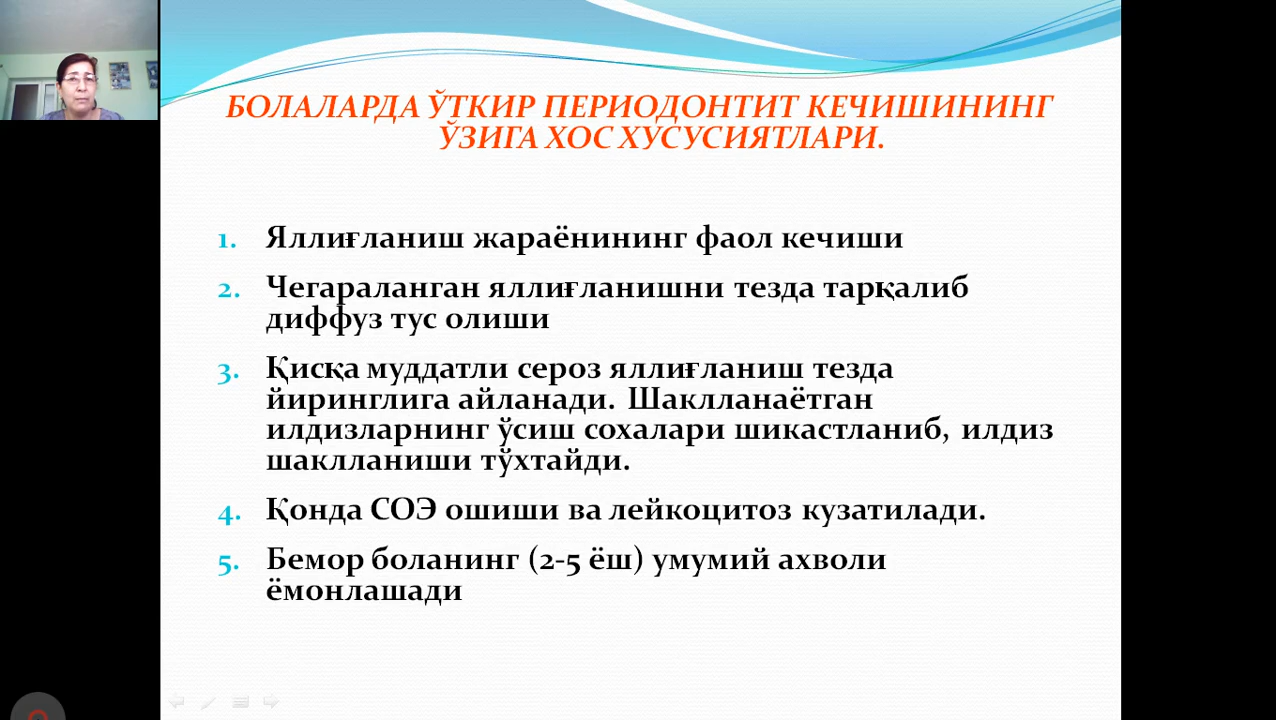 БОЛАЛАРДА ЎТКИР ПЕРИОДОНТИТ КЕЧИШИНИНГ
ЎЗИГА ХОС ХУСУСИЯТЛАРИ.
1. Яллиғланиш жараёнининг фаол кечиши
2. Чегараланган яллиғланишни тезда тарқалиб
диффуз тус олиши
3. Қисқа муддатли сероз яллиғланиш тезда
йирингліга айланади. Шаклланаётган
илдизларнинг ўсиш сохалари шикастланиб, илдиз
шаклланиши тўхтайди.
4. Қонда СОЭ ошиши ва лейкоцитоз кузатилади.
5. Бемор боланинг (2-5 ёш) умумий ахволи
ёмонлашади